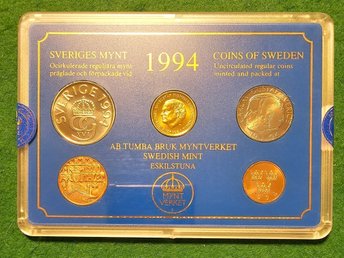 SVERIGES MYNT
Ocirkulerade reguljära mynt
präglade och förpackade vid
1994
COINS OF SWEDEN
Uncirculated regular coins
minted and packed at
SVERIGE 1994
AB TUMBA BRUK MYNTVERKET
SWEDISH MINT
ESKILSTUNA
MYNT
VERKET